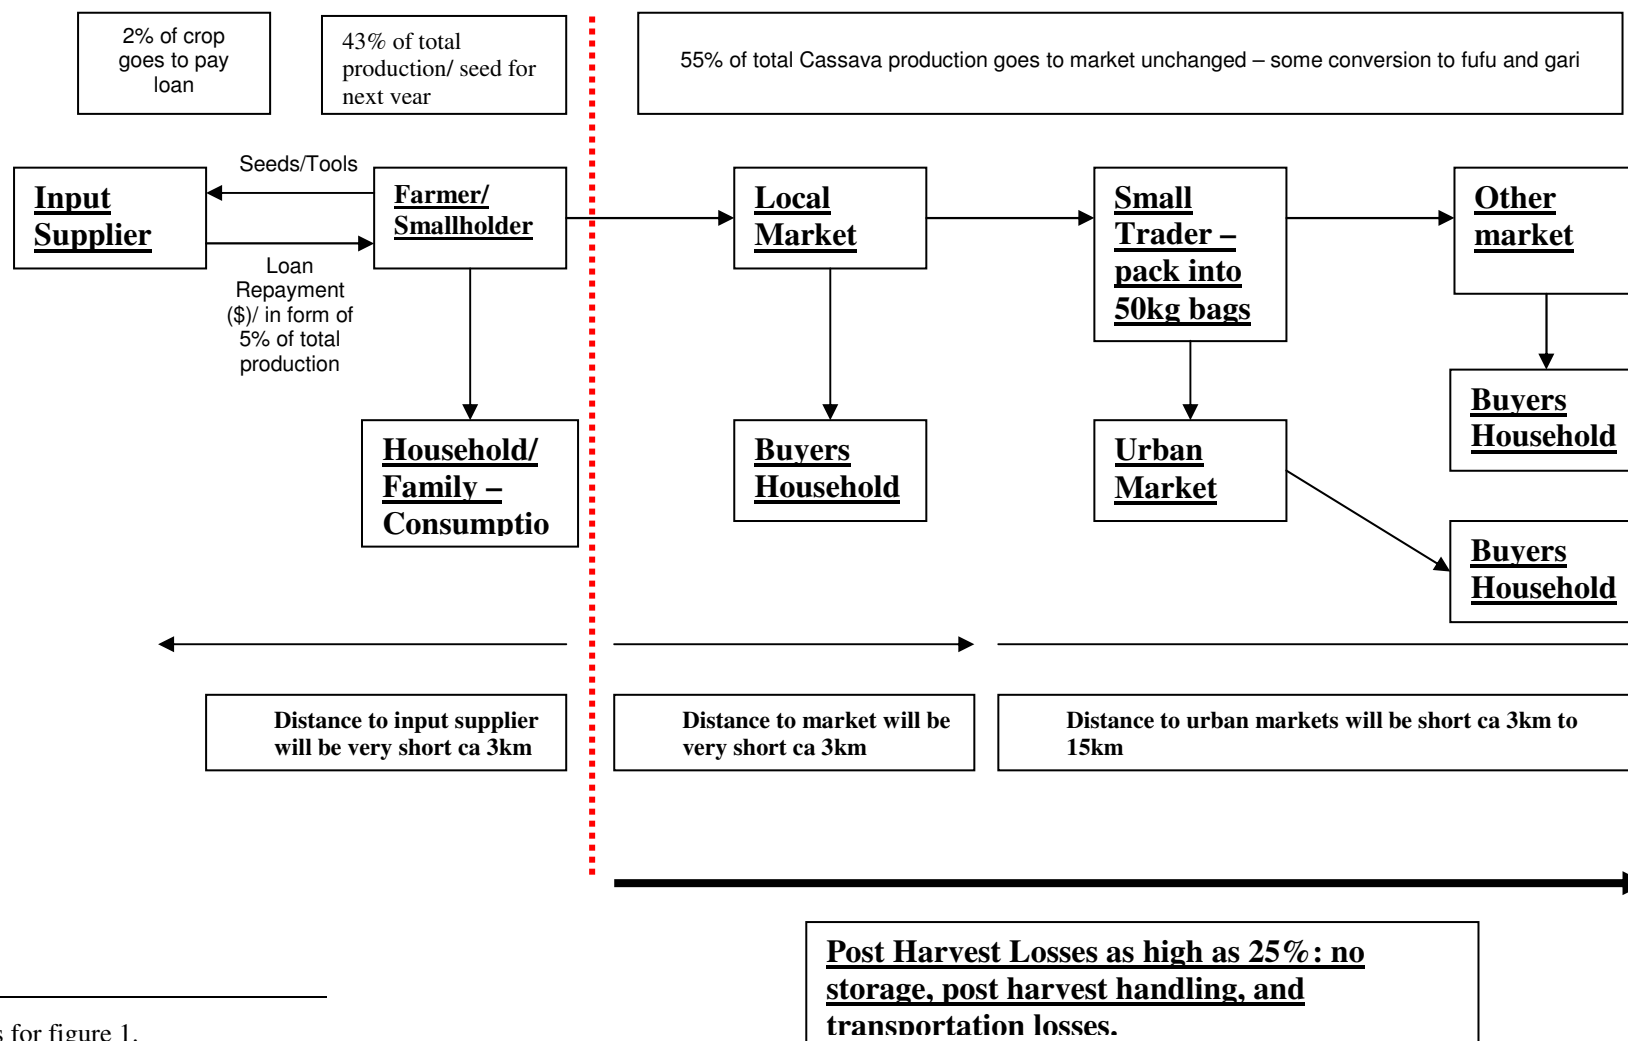 2% of crop
goes to pay
loan
43% of total
production/ seed for
next year
55% of total Cassava production goes to market unchanged – some conversion to fufu and gari
Seeds/Tools
Input
Supplier
Farmer/
Smallholder
Local
Market
Small
Trader –
pack into
50kg bags
Other
market
Loan
Repayment
($)/ in form of
5% of total
production
Household/
Family –
Consumptio
Buyers
Household
Urban
Market
Buyers
Household
Buyers
Household
Distance to input supplier
will be very short ca 3km
Distance to market will be
very short ca 3km
Distance to urban markets will be short ca 3km to
15km
Post Harvest Losses as high as 25%: no
storage, post harvest handling, and
transportation losses.
s for figure 1.